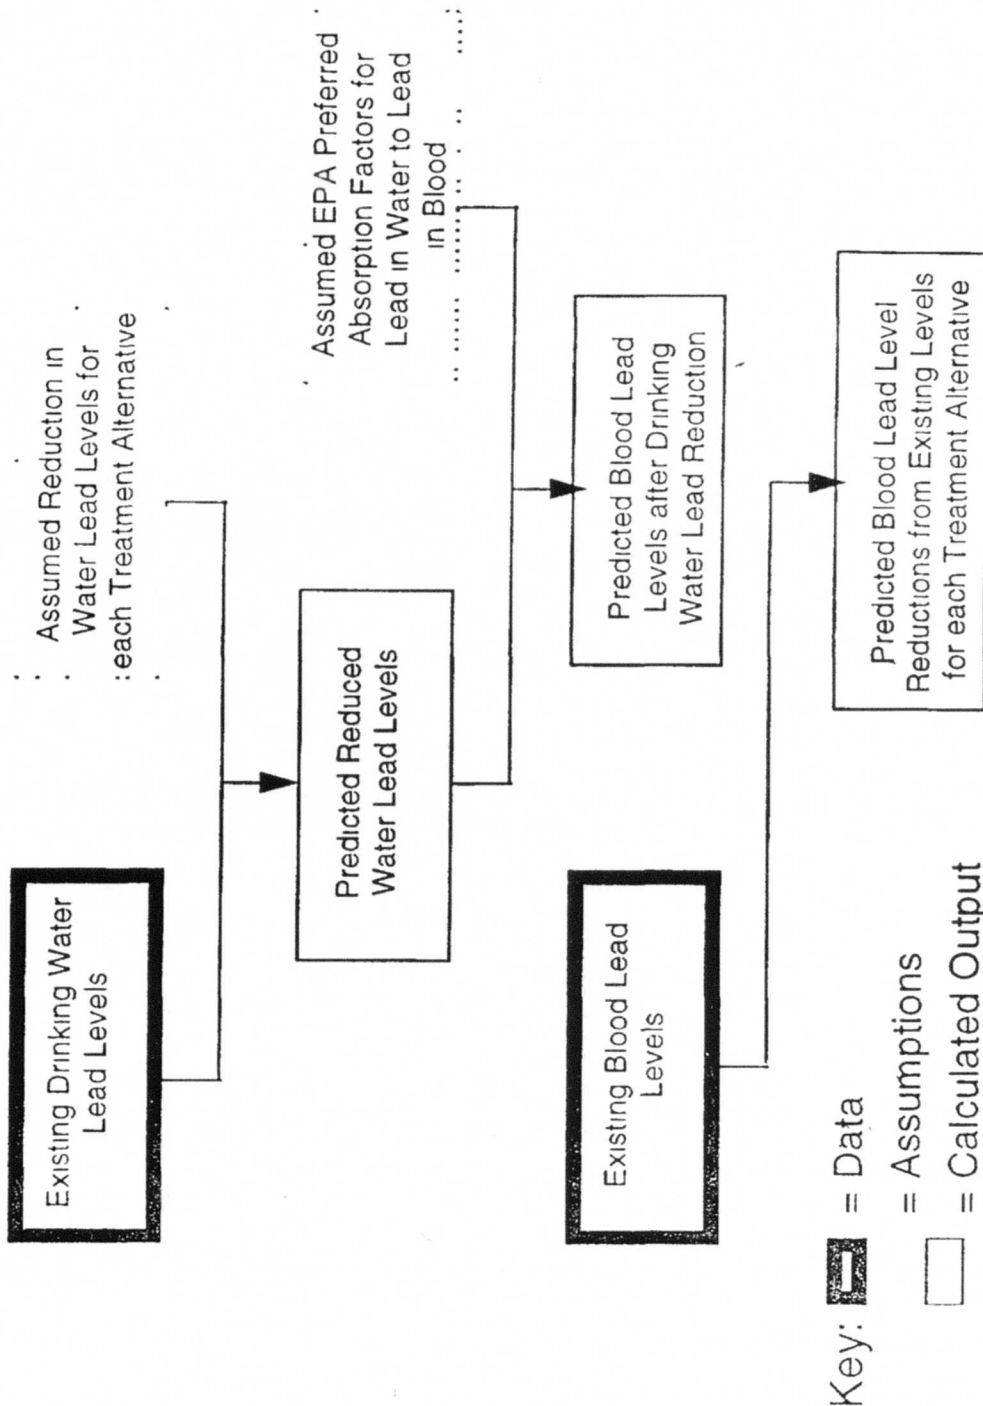 Existing Drinking Water
Lead Levels
Assumed Reduction in
Water Lead Levels for
each Treatment Alternative
Predicted Reduced
Water Lead Levels
Assumed EPA Preferred
Absorption Factors for
Lead in Water to Lead
in Blood
Existing Blood Lead
Levels
Predicted Blood Lead
Levels after Drinking
Water Lead Reduction
Predicted Blood Lead Level
Reductions from Existing Levels
for each Treatment Alternative
Key:
= Data
= Assumptions
= Calculated Output